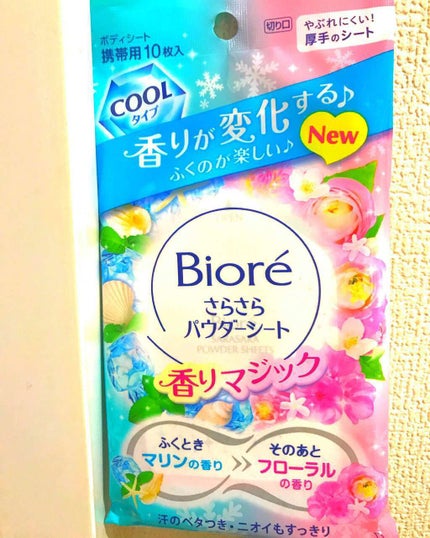 ボディシート
携帯用10枚入
切り口
やぶれにくい!
厚手のシート
COOL
タイプ
香りが変化する♪
ふくのが楽しい♪
New
Bioré
さらさら
パウダーシート
POWDER SHEETS
香りマジック
ふくとき
マリンの香り
>>
そのあと
フローラル
の香り
汗のベタつき・ニオイもすっきり